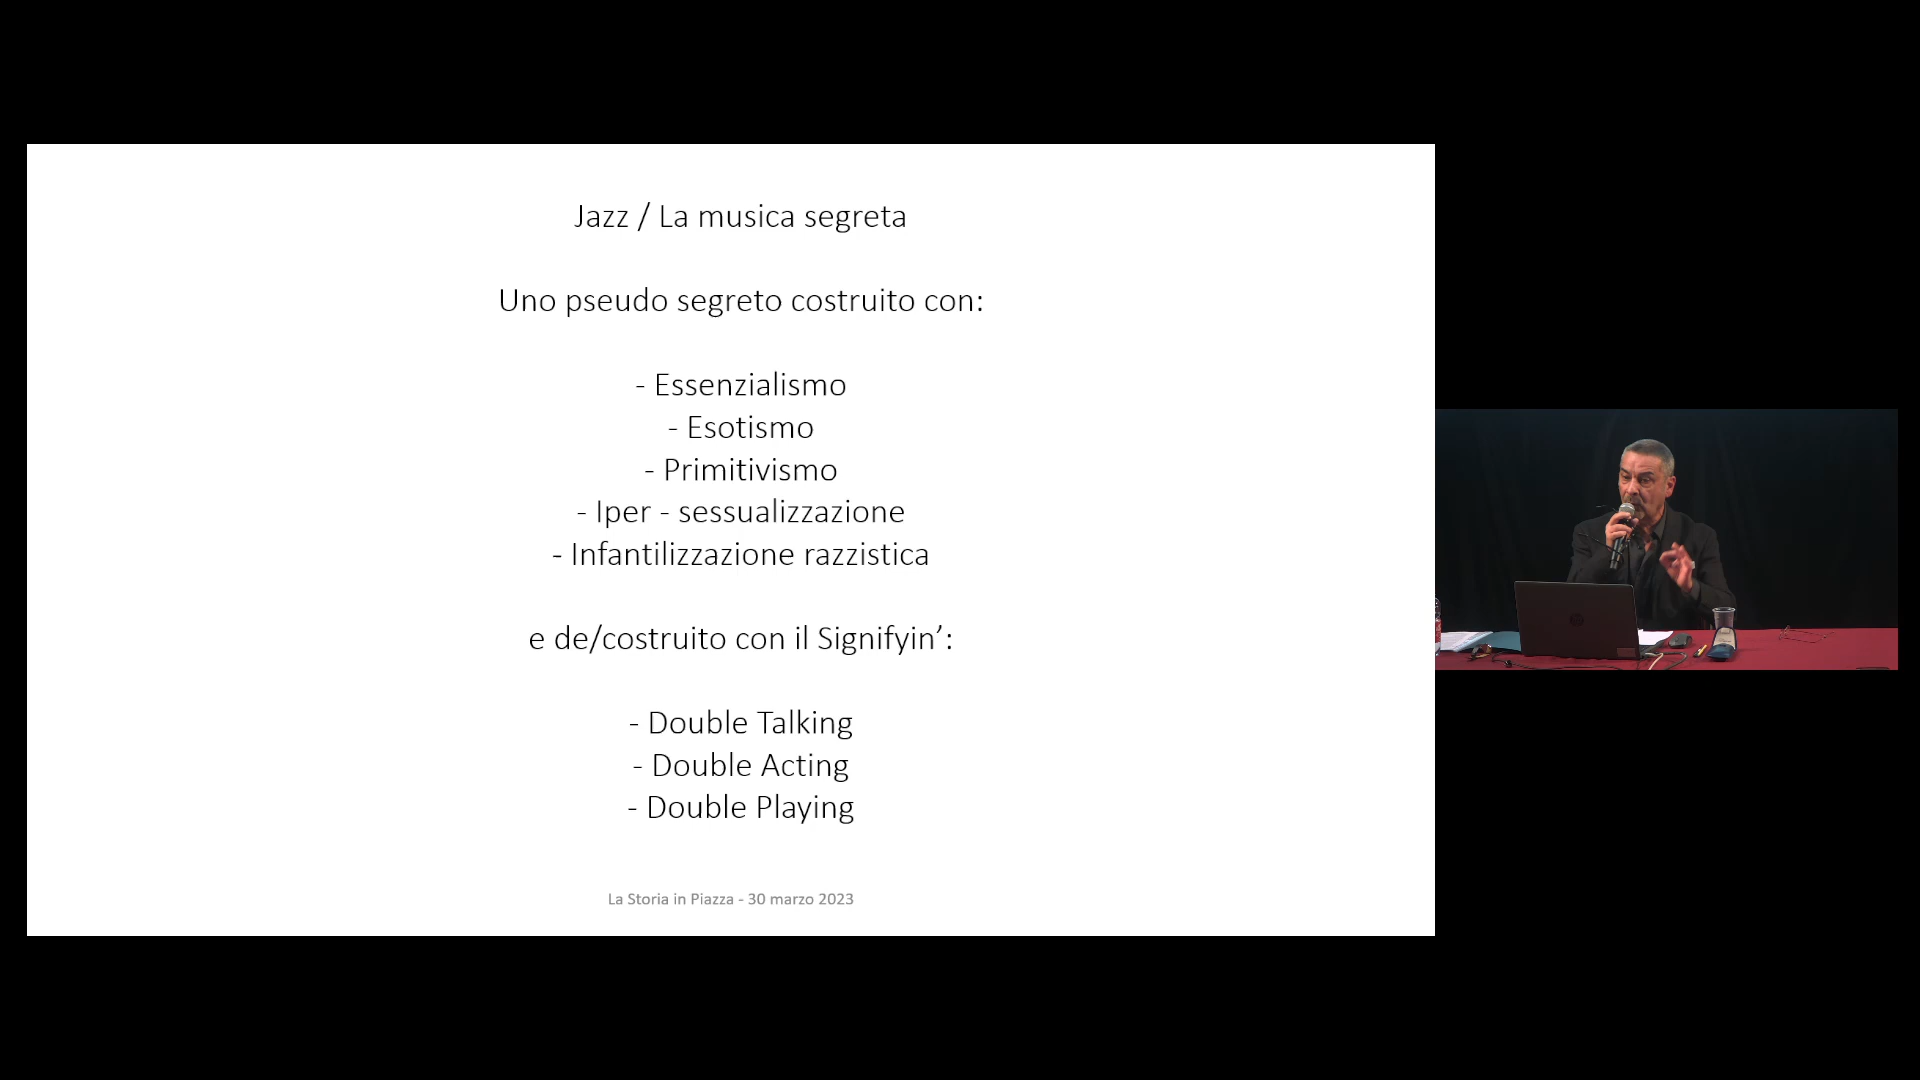 Jazz / La musica segreta
Uno pseudo segreto costruito con:
- Essenzialismo
- Esotismo
- Primitivismo
- Iper - sessualizzazione
- Infantilizzazione razzistica
e de/costruito con il Signifyin’:
- Double Talking
- Double Acting
- Double Playing
La Storia in Piazza - 30 marzo 2023